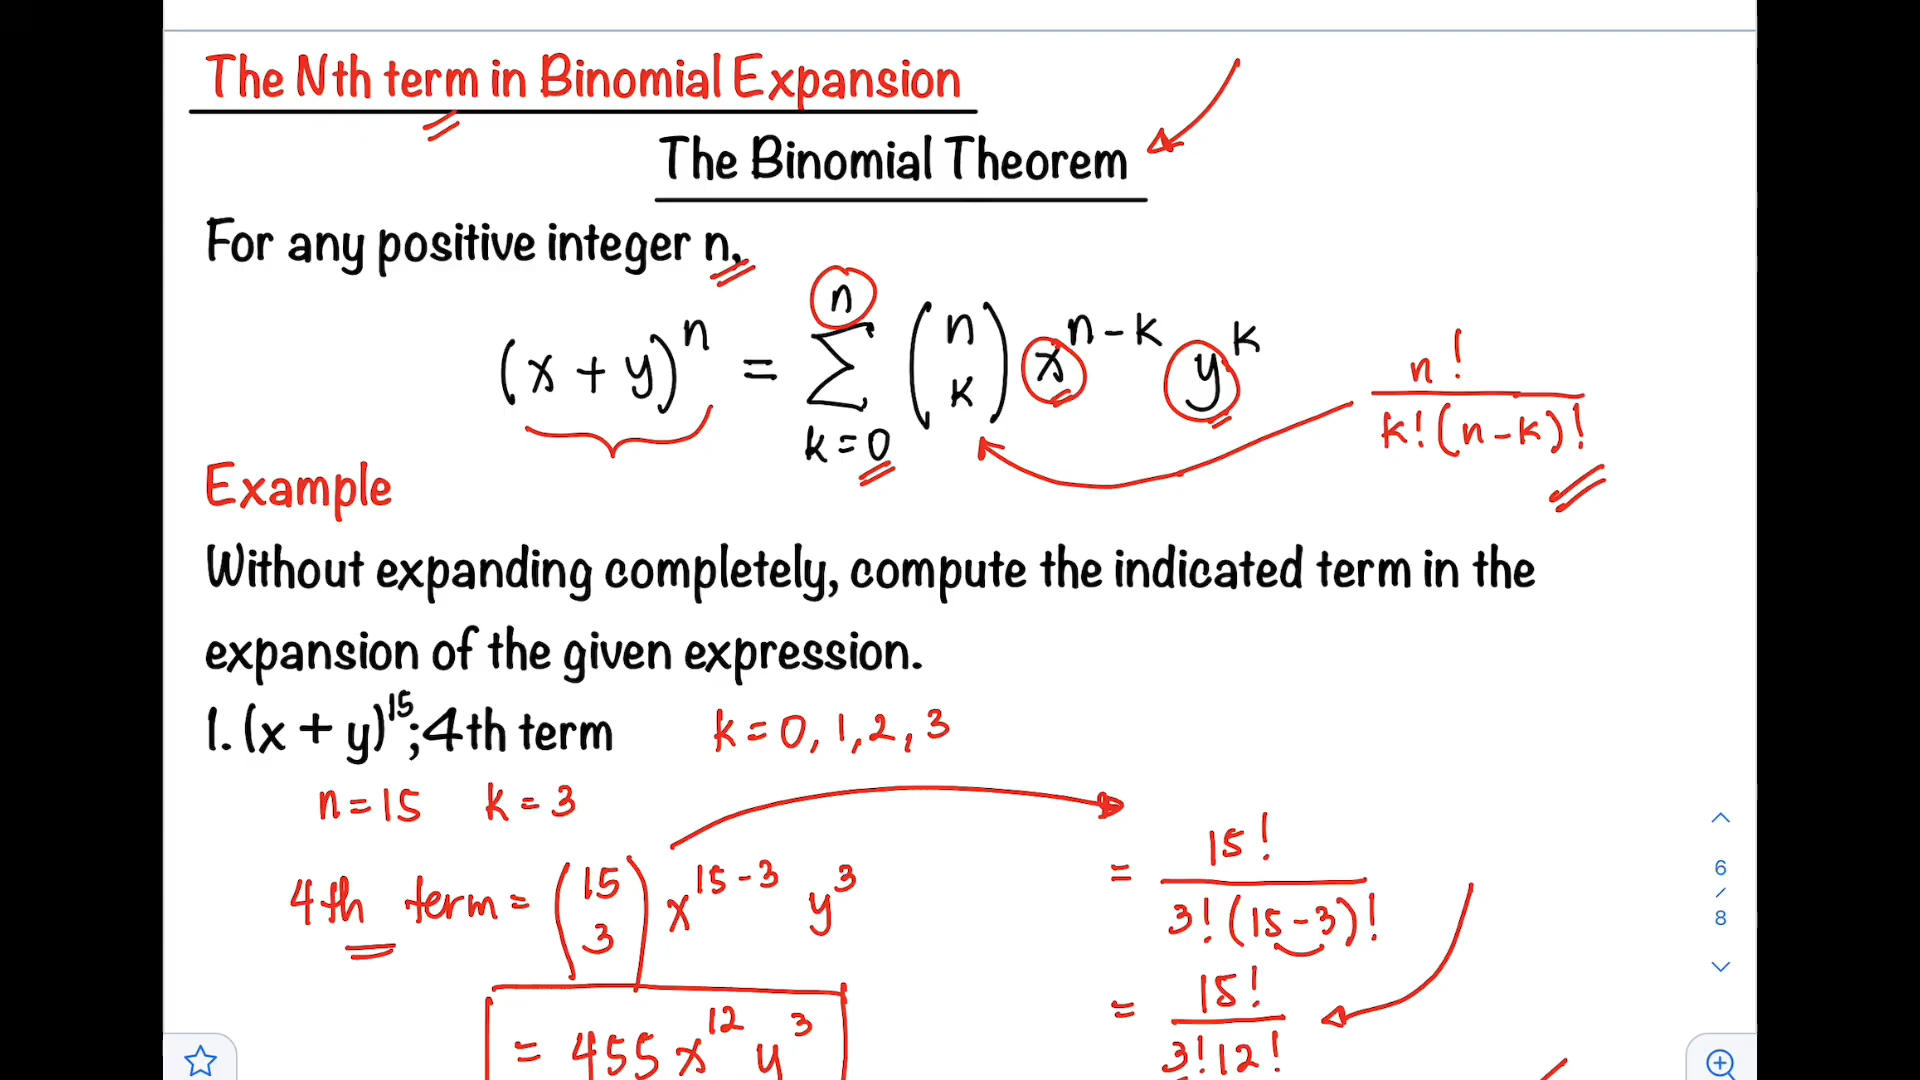 The Nth term in Binomial Expansion
The Binomial Theorem
For any positive integer n,
(x + y)^n = n ∑ k = 0 (n k) x^n-k y^k
n! / k!(n-k)!
Example
Without expanding completely, compute the indicated term in the
expansion of the given expression.
1. (x + y)^15; 4th term k = 0, 1, 2, 3
n = 15 k = 3
4th term = (15 3) x^15-3 y^3
= 15! / 3!(15-3)!
= 455 x^12 y^3
= 15! / 3!12!
6
/
8